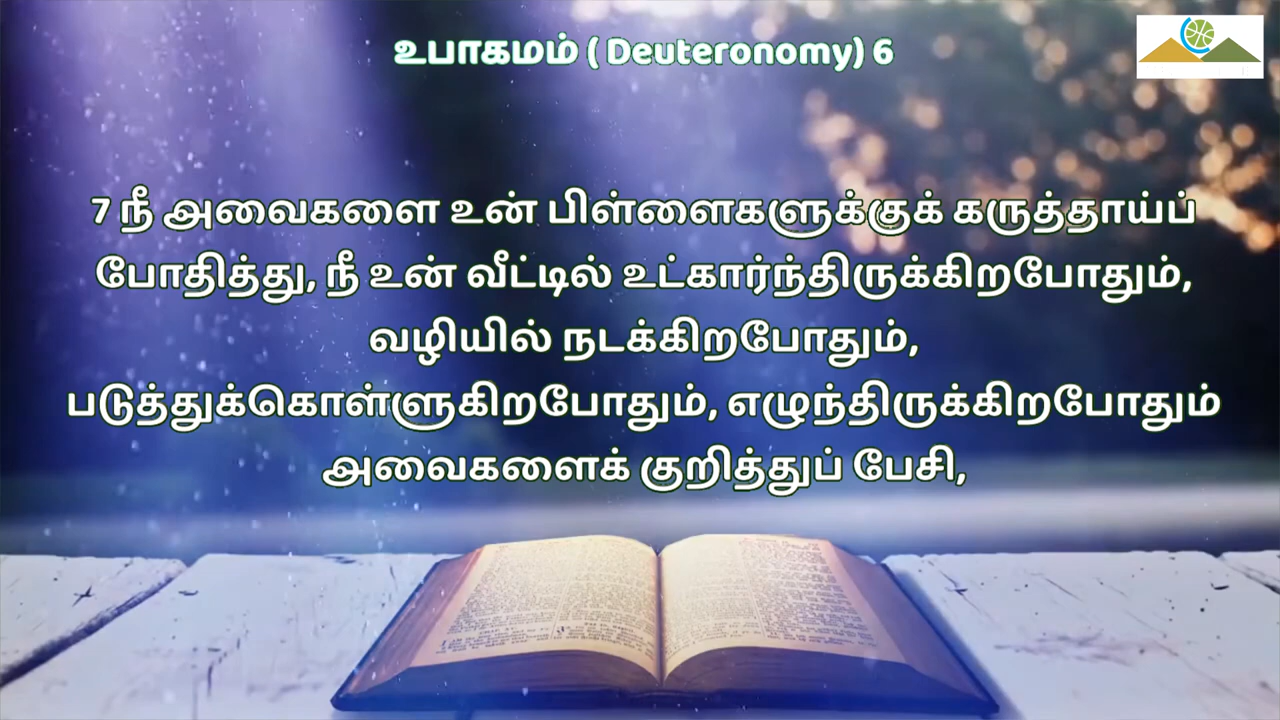 உபாகமம் ( Deuteronomy) 6
7 நீ அவைகளை உன் பிள்ளைகளுக்குக் கருத்தாய்ப்
போதித்து, நீ உன் வீட்டில் உட்கார்ந்திருக்கிறபோதும்,
வழியில் நடக்கிறபோதும்,
படுத்துக்கொள்ளுகிறபோதும், எழுந்திருக்கிறபோதும்
அவைகளைக் குறித்துப் பேசி,